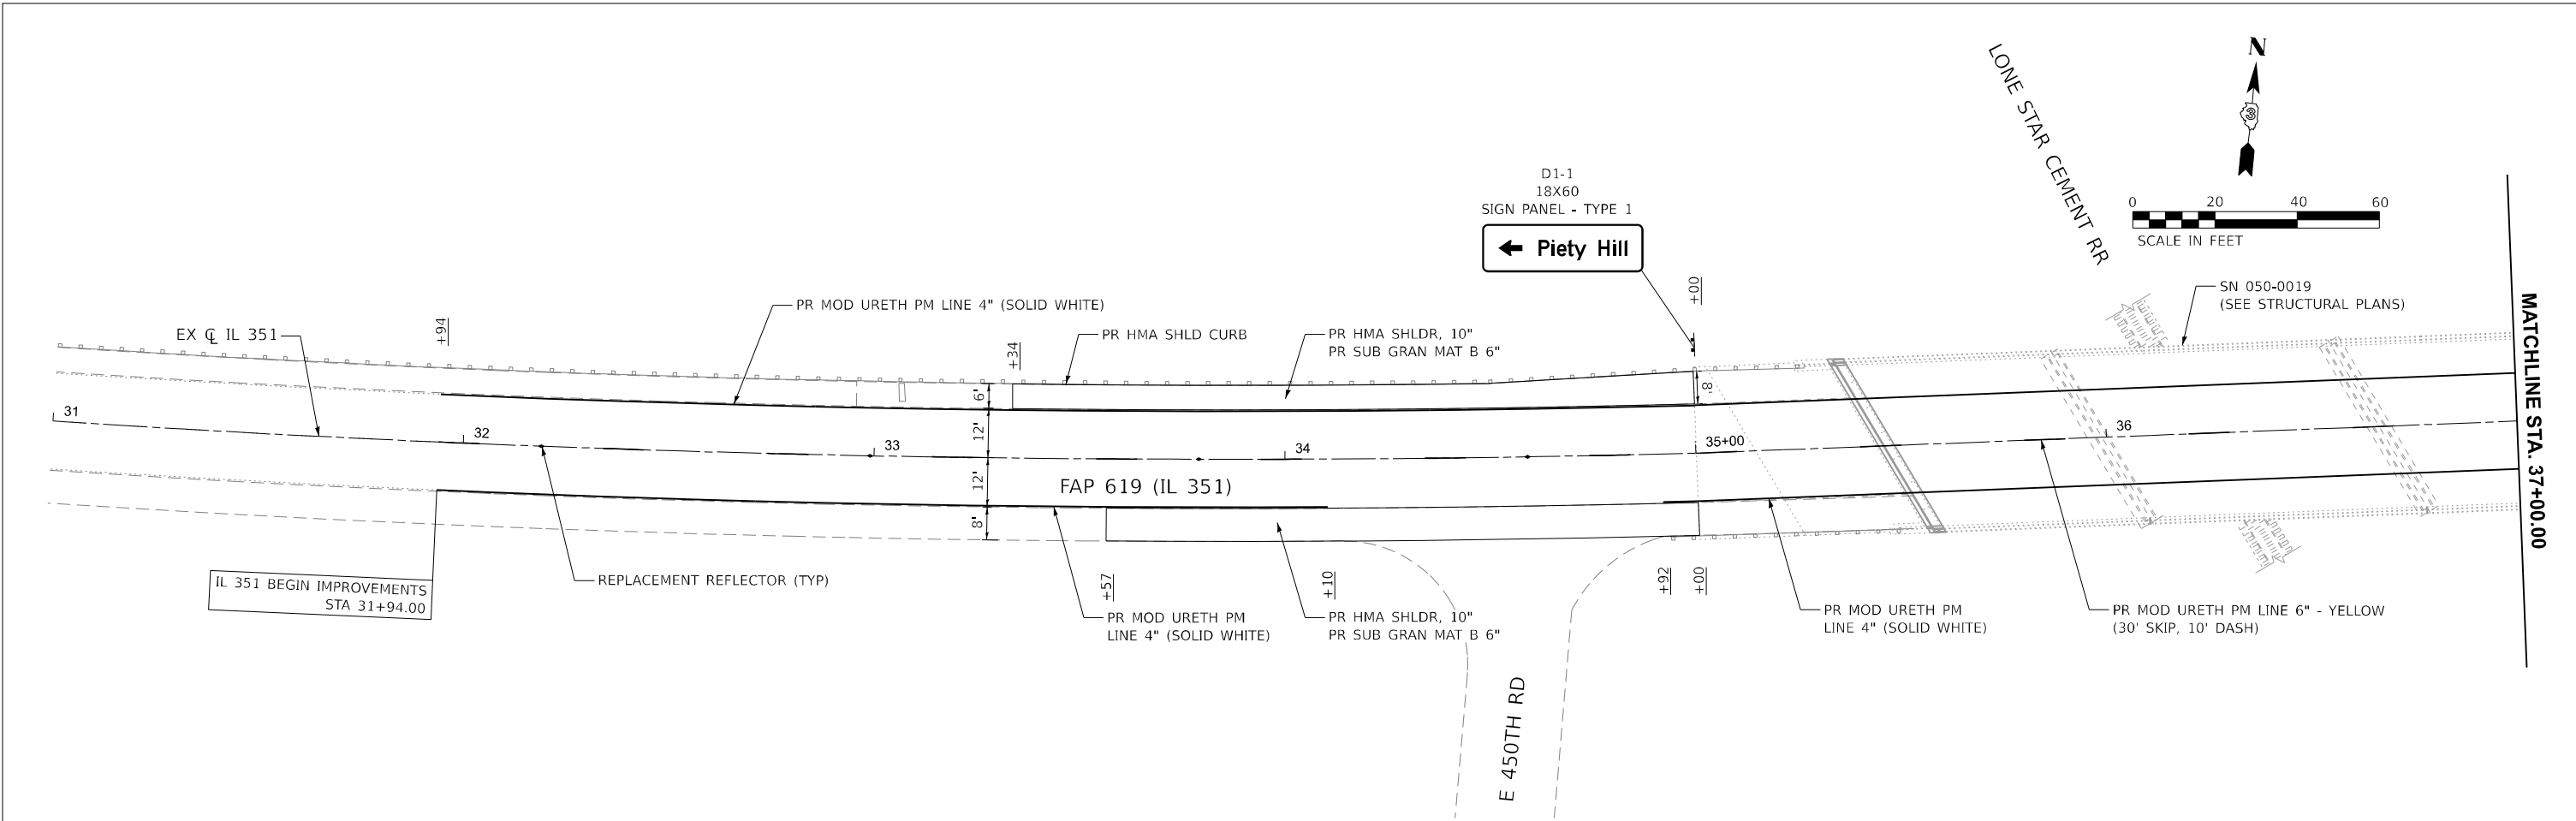 N
3
LONE STAR CEMENT RR
0 20 40 60
SCALE IN FEET
D1-1
18X60
SIGN PANEL - TYPE 1
← Piety Hill
+00
SN 050-0019
(SEE STRUCTURAL PLANS)
MATCHLINE STA. 37+00.00
PR MOD URETH PM LINE 4" (SOLID WHITE)
EX ℄ IL 351
+94
+34
PR HMA SHLD CURB
PR HMA SHLDR, 10"
PR SUB GRAN MAT B 6"
6'
8'
12'
12'
8'
31
32
33
34
35+00
36
FAP 619 (IL 351)
IL 351 BEGIN IMPROVEMENTS
STA 31+94.00
REPLACEMENT REFLECTOR (TYP)
+57
+10
+92
+00
PR MOD URETH PM
LINE 4" (SOLID WHITE)
PR HMA SHLDR, 10"
PR SUB GRAN MAT B 6"
PR MOD URETH PM
LINE 4" (SOLID WHITE)
PR MOD URETH PM LINE 6" - YELLOW
(30' SKIP, 10' DASH)
E 450TH RD